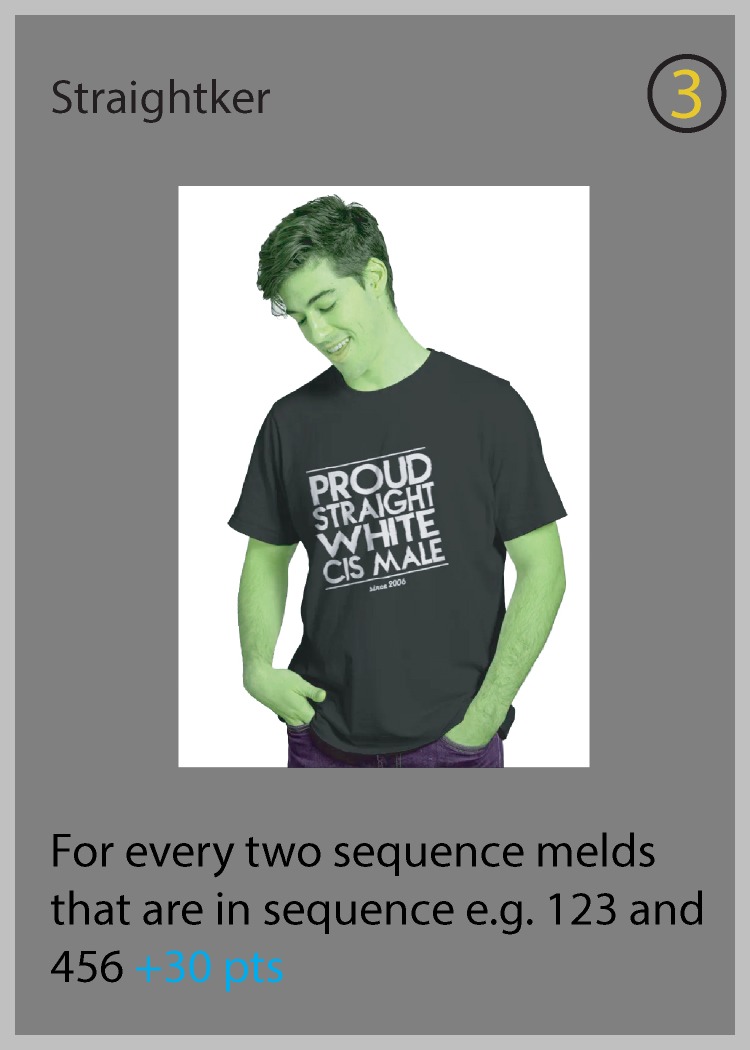 Straightker
3
PROUD
STRAIGHT
WHITE
CIS MALE
since 2006
For every two sequence melds
that are in sequence e.g. 123 and
456 +30 pts